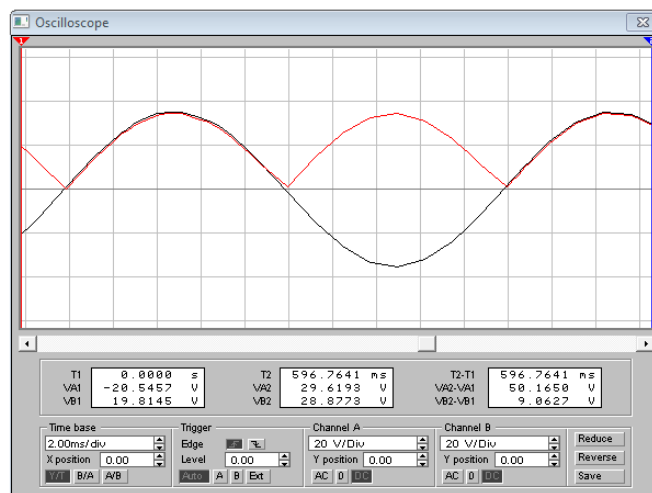 Oscilloscope
1
T1 0.0000 s T2 596.7641 ms T2-T1 596.7641 ms
VA1 -20.5457 V VA2 29.6193 V VA2-VA1 50.1650 V
VB1 19.8145 V VB2 28.8773 V VB2-VB1 9.0627 V
Time base Trigger Channel A Channel B
2.00ms/div Edge 20 V/Div 20 V/Div Reduce
X position 0.00 Level 0.00 Y position 0.00 Y position 0.00 Reverse
Y/T B/A A/B Auto A B Ext AC 0 DC AC 0 DC Save